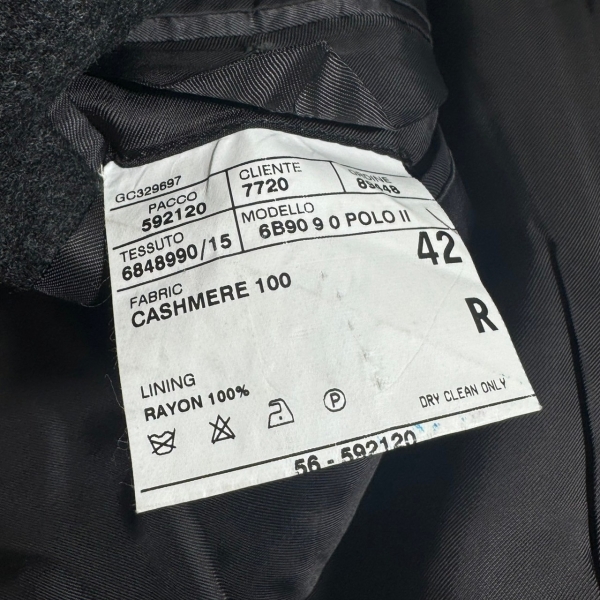 GC329697
PACCO
592120
CLIENTE
7720
ORDINE
TESSUTO
6848990/15
MODELLO
6B90 9 0 POLO II
42
R
FABRIC
CASHMERE 100
LINING
RAYON 100%
P
DRY CLEAN ONLY
56 - 592120